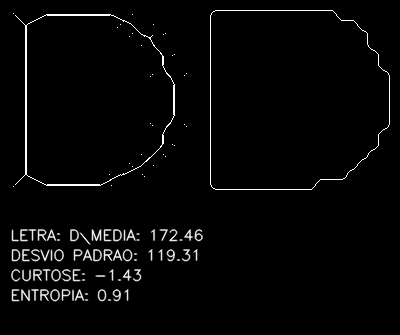 LETRA: D\MEDIA: 172.46
DESVIO PADRAO: 119.31
CURTOSE: -1.43
ENTROPIA: 0.91